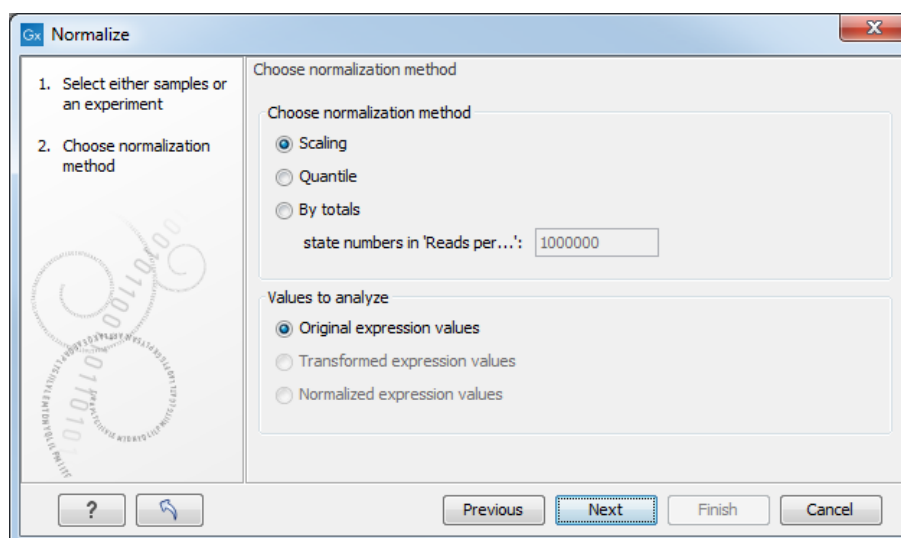 Gx Normalize
X
1. Select either samples or
an experiment
2. Choose normalization
method
Choose normalization method
Choose normalization method
Scaling
Quantile
By totals
state numbers in 'Reads per...': 1000000
Values to analyze
Original expression values
Transformed expression values
Normalized expression values
? Previous Next Finish Cancel